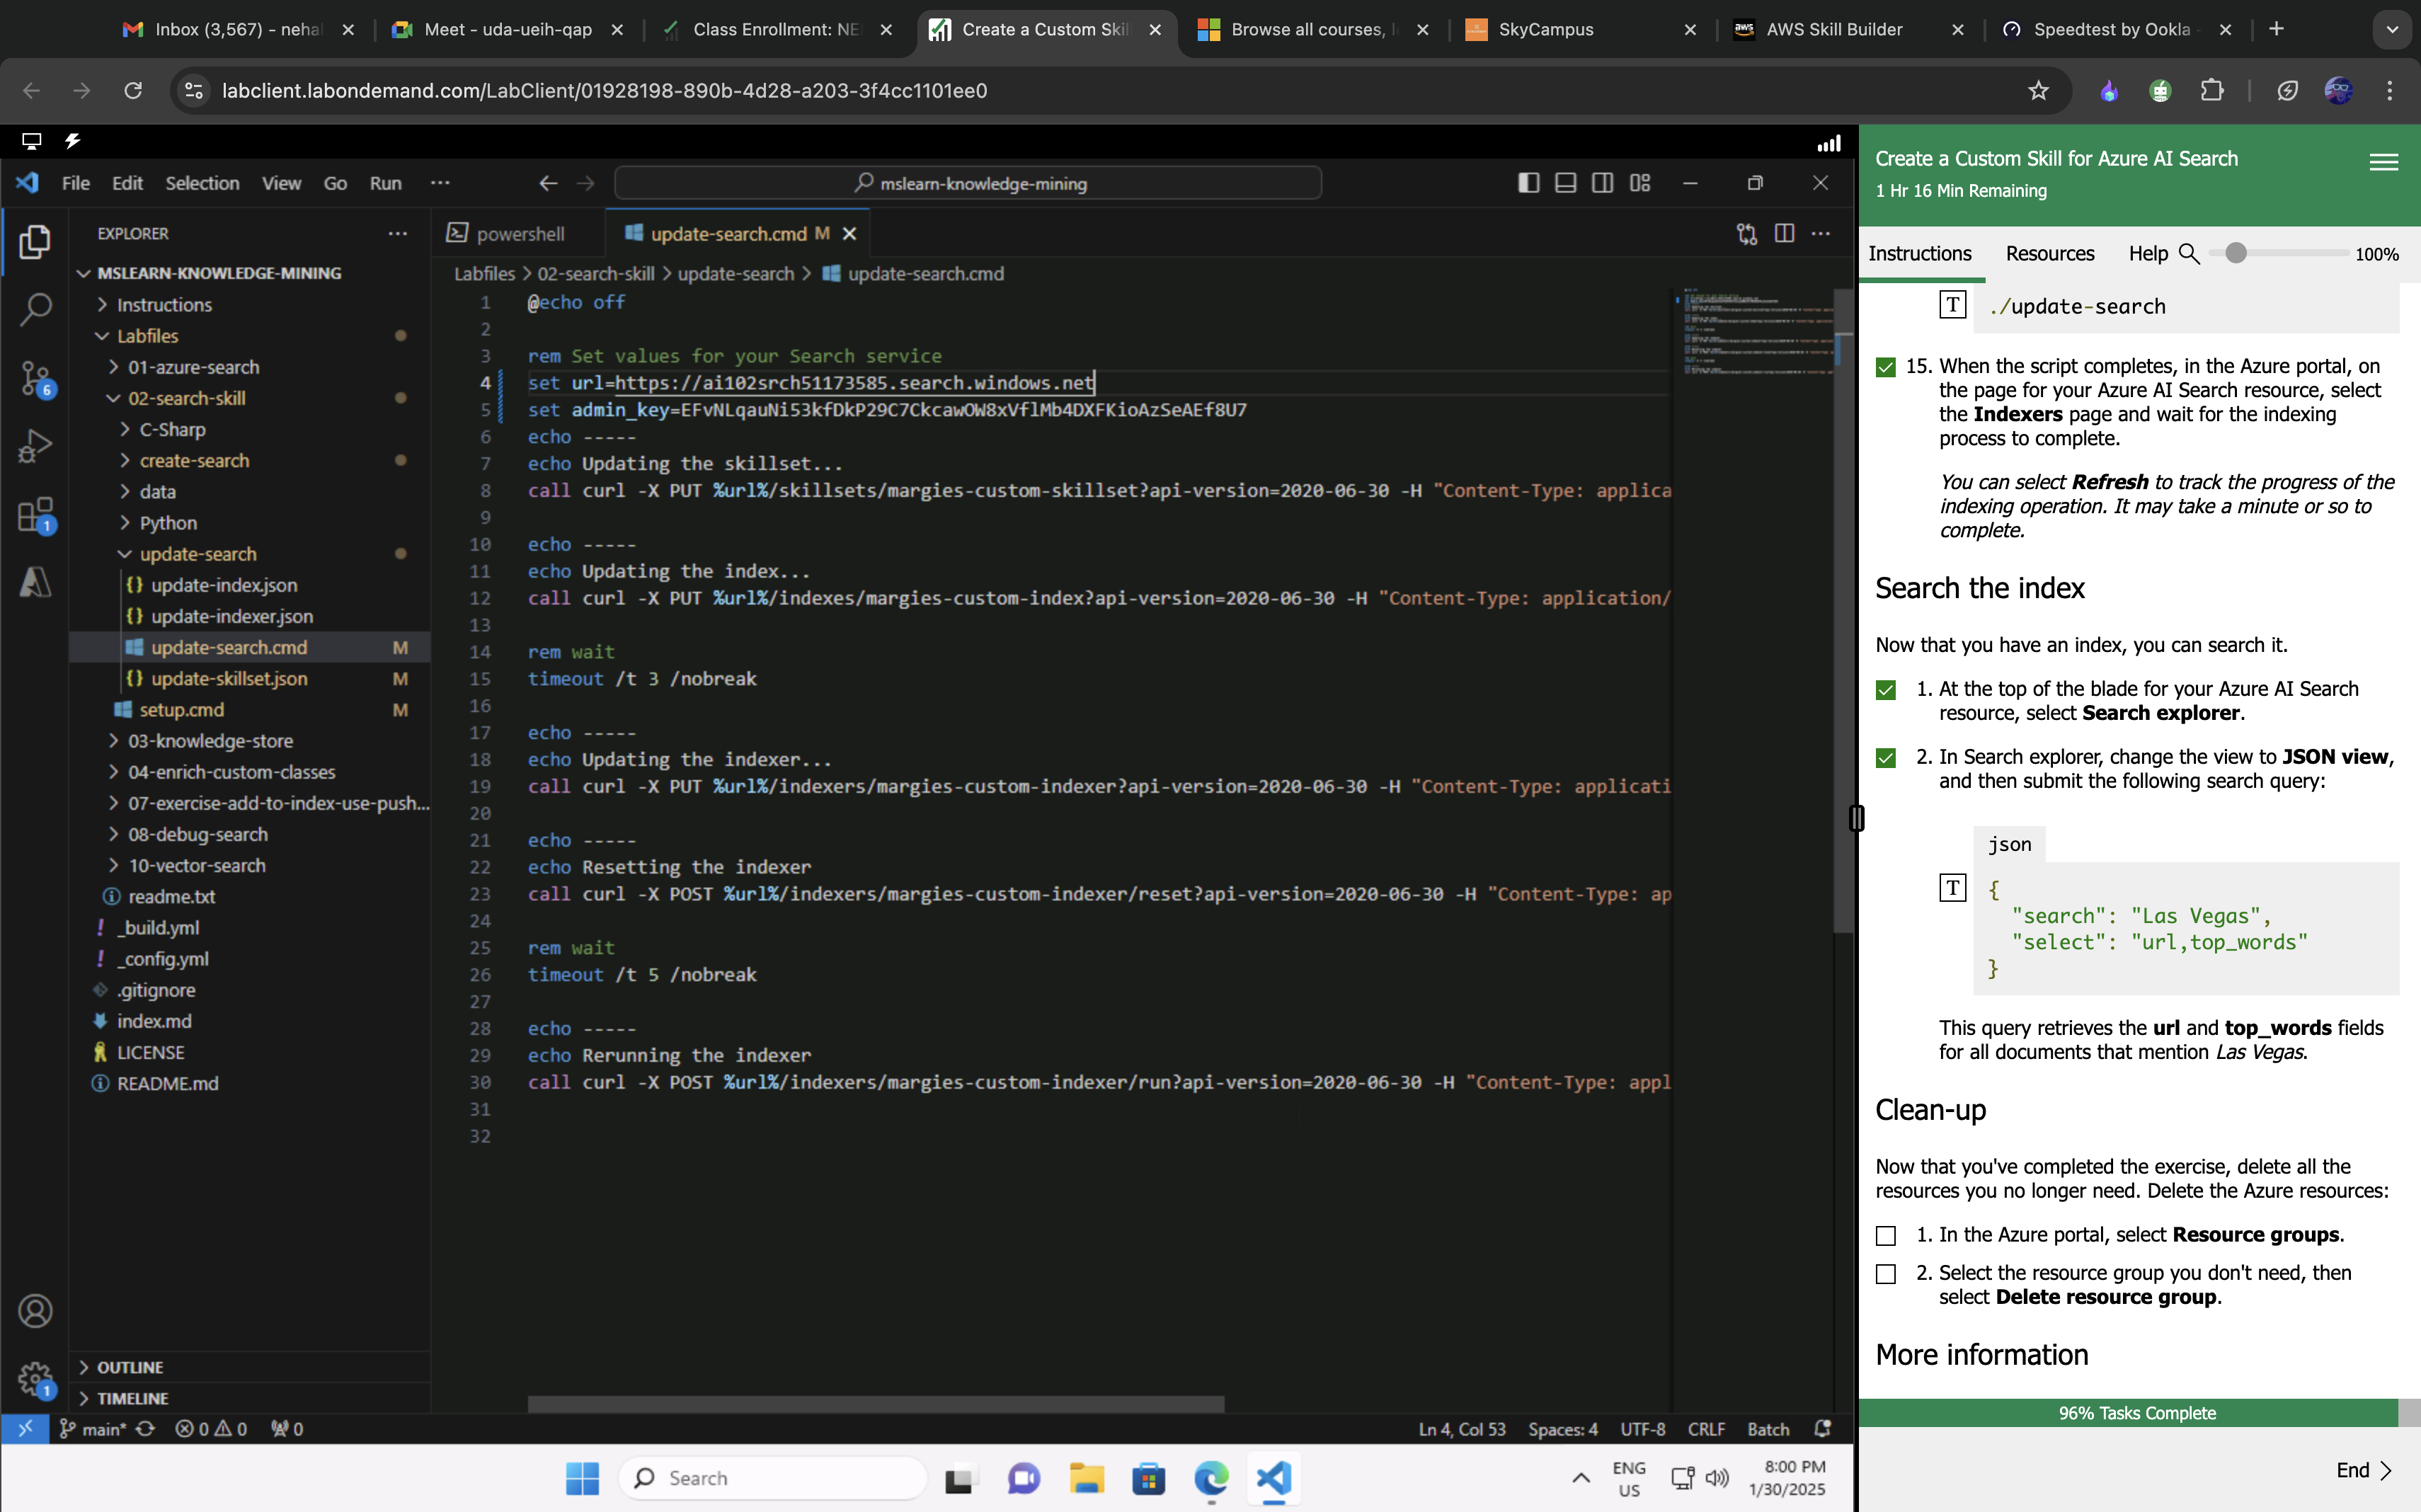 Inbox (3,567) - neha
Meet - uda-ueih-qap
Class Enrollment: NE
Create a Custom Skil
Browse all courses, l
SkyCampus
AWS Skill Builder
Speedtest by Ookla -
labclient.labondemand.com/LabClient/01928198-890b-4d28-a203-3f4cc1101ee0
File Edit Selection View Go Run ···
mslearn-knowledge-mining
EXPLORER
MSLEARN-KNOWLEDGE-MINING
Instructions
Labfiles
01-azure-search
02-search-skill
C-Sharp
create-search
data
Python
update-search
{} update-index.json
{} update-indexer.json
update-search.cmd M
{} update-skillset.json M
setup.cmd M
03-knowledge-store
04-enrich-custom-classes
07-exercise-add-to-index-use-push...
08-debug-search
10-vector-search
readme.txt
! _build.yml
! _config.yml
.gitignore
index.md
LICENSE
README.md
OUTLINE
TIMELINE
6
1
1
powershell
update-search.cmd M
Labfiles > 02-search-skill > update-search > update-search.cmd
1 @echo off
2
3 rem Set values for your Search service
4 set url=https://ai102srch51173585.search.windows.net
5 set admin_key=EFvNLqauNi53kfDkP29C7CkcawOW8xVflMb4DXFKioAzSeAEf8U7
6 echo -----
7 echo Updating the skillset...
8 call curl -X PUT %url%/skillsets/margies-custom-skillset?api-version=2020-06-30 -H "Content-Type: applica
9
10 echo -----
11 echo Updating the index...
12 call curl -X PUT %url%/indexes/margies-custom-index?api-version=2020-06-30 -H "Content-Type: application/
13
14 rem wait
15 timeout /t 3 /nobreak
16
17 echo -----
18 echo Updating the indexer...
19 call curl -X PUT %url%/indexers/margies-custom-indexer?api-version=2020-06-30 -H "Content-Type: applicati
20
21 echo -----
22 echo Resetting the indexer
23 call curl -X POST %url%/indexers/margies-custom-indexer/reset?api-version=2020-06-30 -H "Content-Type: ap
24
25 rem wait
26 timeout /t 5 /nobreak
27
28 echo -----
29 echo Rerunning the indexer
30 call curl -X POST %url%/indexers/margies-custom-indexer/run?api-version=2020-06-30 -H "Content-Type: appl
31
32
main* 0 0 0
Ln 4, Col 53 Spaces: 4 UTF-8 CRLF Batch
Search
ENG
US
8:00 PM
1/30/2025
Create a Custom Skill for Azure AI Search
1 Hr 16 Min Remaining
Instructions Resources Help 100%
T ./update-search
15. When the script completes, in the Azure portal, on
the page for your Azure AI Search resource, select
the Indexers page and wait for the indexing
process to complete.
You can select Refresh to track the progress of the
indexing operation. It may take a minute or so to
complete.
Search the index
Now that you have an index, you can search it.
1. At the top of the blade for your Azure AI Search
resource, select Search explorer.
2. In Search explorer, change the view to JSON view,
and then submit the following search query:
json
T {
"search": "Las Vegas",
"select": "url,top_words"
}
This query retrieves the url and top_words fields
for all documents that mention Las Vegas.
Clean-up
Now that you've completed the exercise, delete all the
resources you no longer need. Delete the Azure resources:
1. In the Azure portal, select Resource groups.
2. Select the resource group you don't need, then
select Delete resource group.
More information
96% Tasks Complete
End >